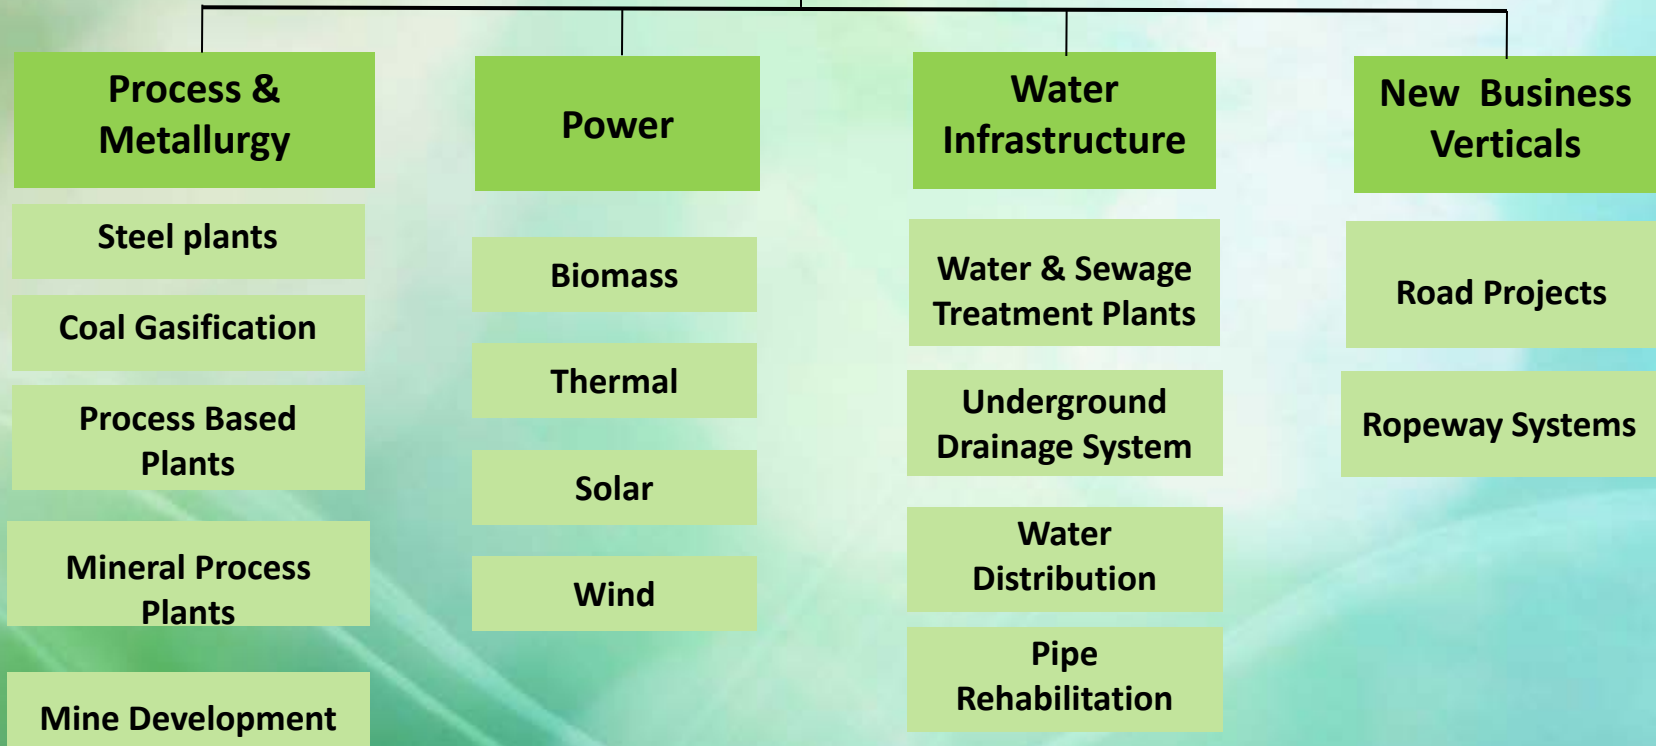 Process &
Metallurgy
Steel plants
Coal Gasification
Process Based
Plants
Mineral Process
Plants
Mine Development
Power
Biomass
Thermal
Solar
Wind
Water
Infrastructure
Water & Sewage
Treatment Plants
Underground
Drainage System
Water
Distribution
Pipe
Rehabilitation
New Business
Verticals
Road Projects
Ropeway Systems